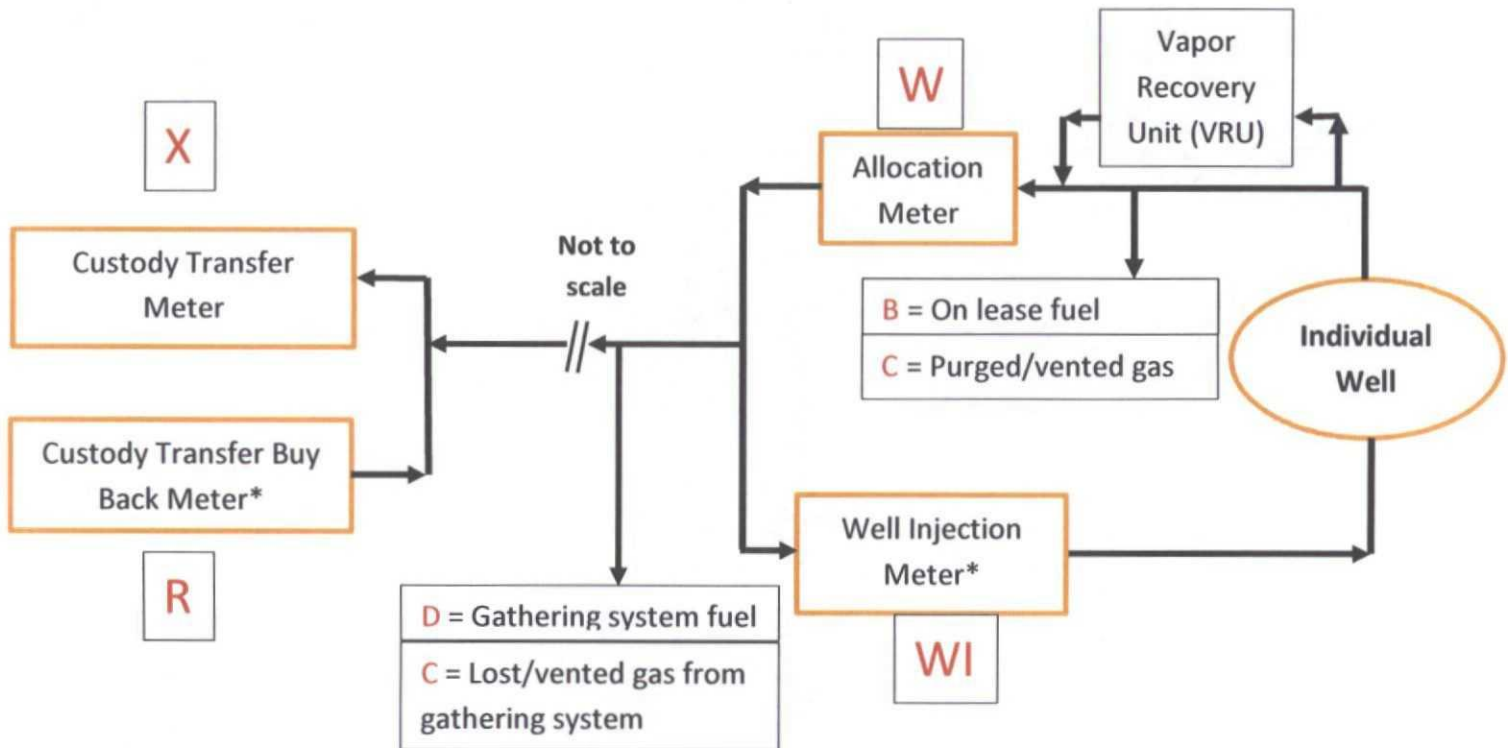 Vapor
Recovery
Unit (VRU)
W
X
Allocation
Meter
Custody Transfer
Meter
Not to
scale
B = On lease fuel
C = Purged/vented gas
Individual
Well
Custody Transfer Buy
Back Meter*
R
Well Injection
Meter*
WI
D = Gathering system fuel
C = Lost/vented gas from
gathering system